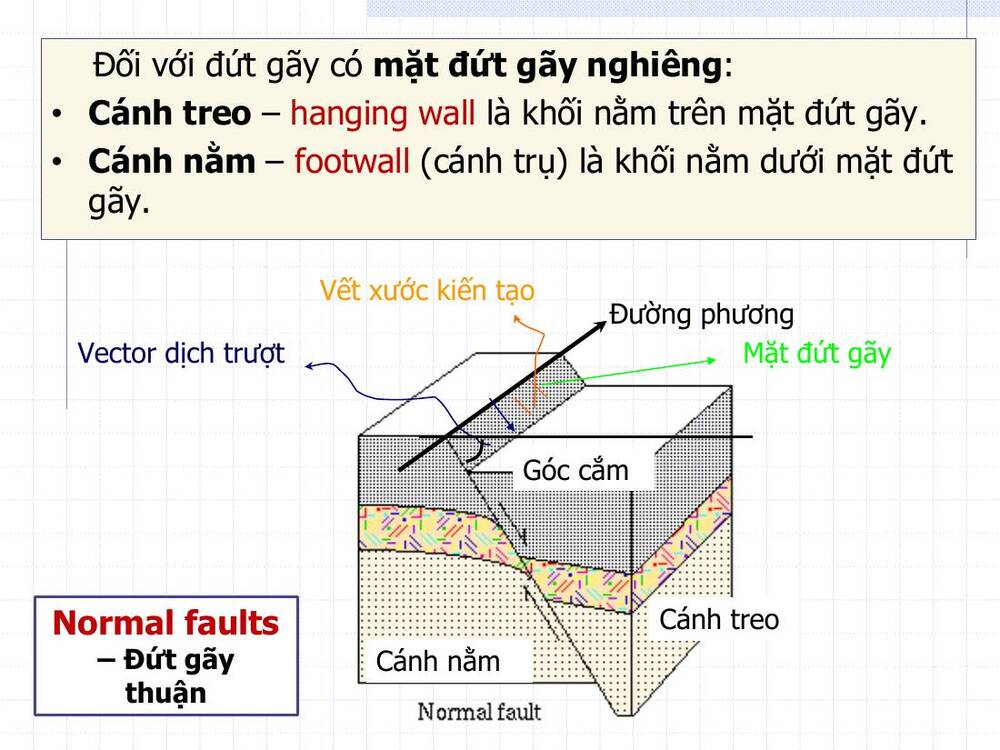 Đối với đứt gãy có mặt đứt gãy nghiêng:
• Cánh treo – hanging wall là khối nằm trên mặt đứt gãy.
• Cánh nằm – footwall (cánh trụ) là khối nằm dưới mặt đứt
gãy.
Vết xước kiến tạo
Đường phương
Vector dịch trượt
Mặt đứt gãy
Góc cắm
Normal faults
– Đứt gãy
thuận
Cánh treo
Cánh nằm
Normal fault